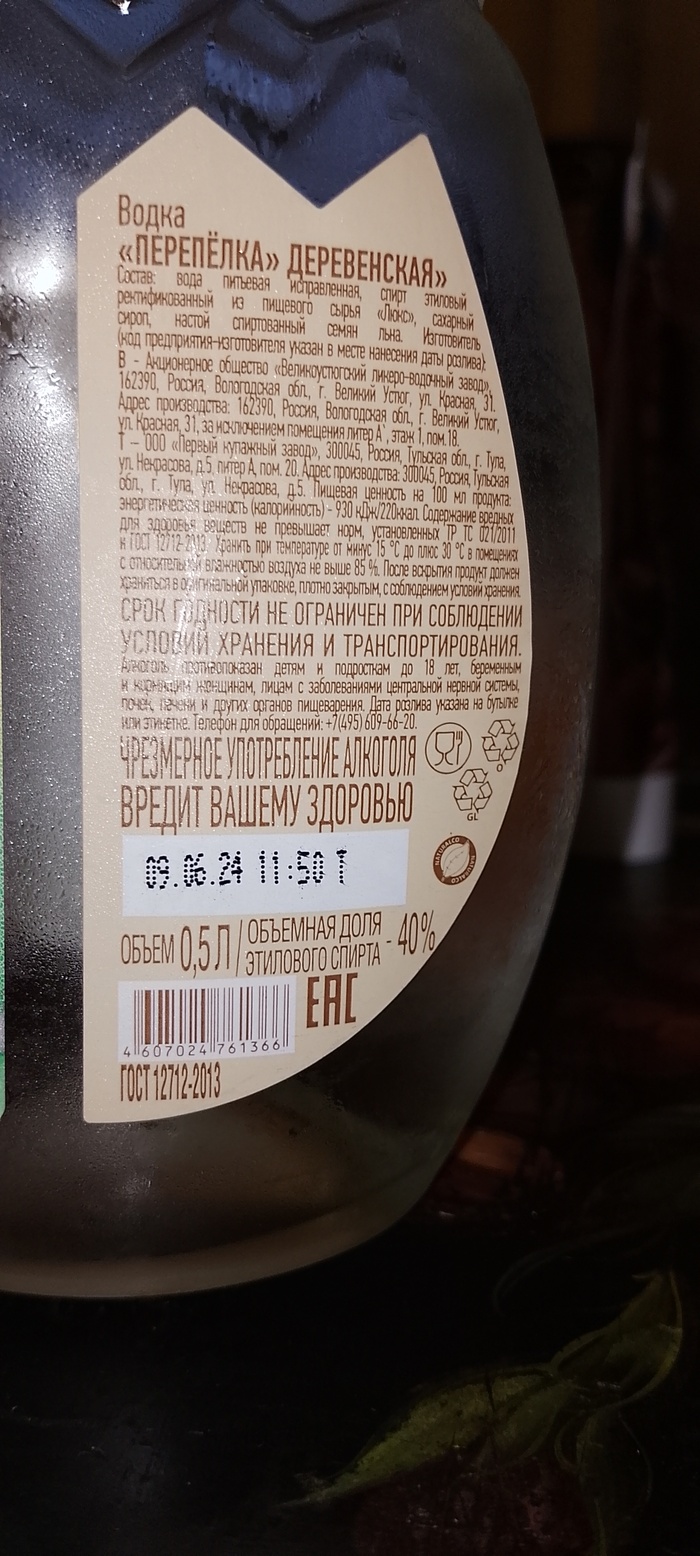 Водка
«ПЕРЕПЁЛКА» ДЕРЕВЕНСКАЯ»
Состав: вода питьевая исправленная, спирт этиловый
ректификованный из пищевого сырья «Люкс», сахарный
сироп, настой спиртованный семян льна. Изготовитель
(код предприятия-изготовителя указан в месте нанесения даты розлива):
В - Акционерное общество «Великоустюгский ликеро-водочный завод»,
162390, Россия, Вологодская обл., г. Великий Устюг, ул. Красная, 31.
Адрес производства: 162390, Россия, Вологодская обл., г. Великий Устюг,
ул. Красная, 31, за исключением помещения литер А', этаж 1, пом.18.
Т – ООО «Первый купажный завод», 300045, Россия, Тульская обл., г. Тула,
ул. Некрасова, д.5, литер А, пом. 20. Адрес производства: 300045, Россия, Тульская
обл., г. Тула, ул. Некрасова, д.5. Пищевая ценность на 100 мл продукта:
энергетическая ценность (калорийность) - 930 кДж/220ккал. Содержание вредных
для здоровья веществ не превышает норм, установленных ТР ТС 021/2011
и ГОСТ 12712-2013. Хранить при температуре от минус 15 °С до плюс 30 °С в помещениях
с относительной влажностью воздуха не выше 85 %. После вскрытия продукт должен
храниться в оригинальной упаковке, плотно закрытым, с соблюдением условий хранения.
СРОК ГОДНОСТИ НЕ ОГРАНИЧЕН ПРИ СОБЛЮДЕНИИ
УСЛОВИЙ ХРАНЕНИЯ И ТРАНСПОРТИРОВАНИЯ.
Алкоголь противопоказан детям и подросткам до 18 лет, беременным
и кормящим женщинам, лицам с заболеваниями центральной нервной системы,
почек, печени и других органов пищеварения. Дата розлива указана на бутылке
или этикетке. Телефон для обращений: +7(495) 609-66-20.
ЧРЕЗМЕРНОЕ УПОТРЕБЛЕНИЕ АЛКОГОЛЯ
ВРЕДИТ ВАШЕМУ ЗДОРОВЬЮ
GL
NATURALCO NATURALCO
09.06.24 11:50 Т
ОБЪЕМ 0,5 Л / ОБЪЕМНАЯ ДОЛЯ
ЭТИЛОВОГО СПИРТА - 40%
ЕАС
4 607024 761366
ГОСТ 12712-2013